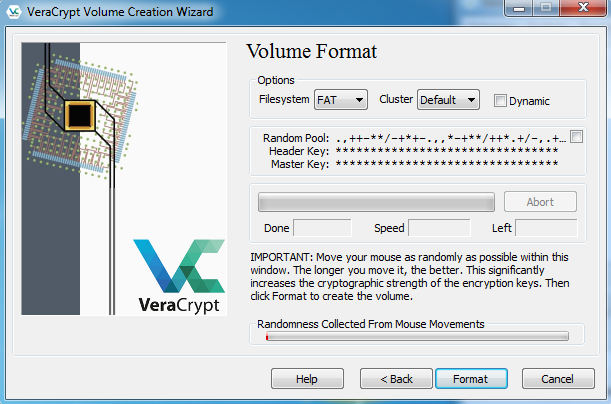 VeraCrypt Volume Creation Wizard
Volume Format
Options
Filesystem FAT Cluster Default Dynamic
Random Pool: .,++-**/-+*+-.,,*-+**/++*.+/-,.+...
Header Key: ********************************
Master Key: ********************************
Abort
Done Speed Left
IMPORTANT: Move your mouse as randomly as possible within this
window. The longer you move it, the better. This significantly
increases the cryptographic strength of the encryption keys. Then
click Format to create the volume.
VeraCrypt
Randomness Collected From Mouse Movements
Help < Back Format Cancel